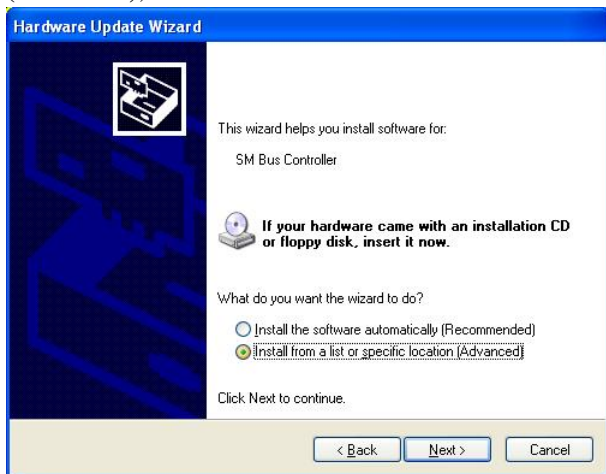 Hardware Update Wizard
This wizard helps you install software for:
SM Bus Controller
If your hardware came with an installation CD
or floppy disk, insert it now.
What do you want the wizard to do?
Install the software automatically (Recommended)
Install from a list or specific location (Advanced)
Click Next to continue.
< Back Next > Cancel